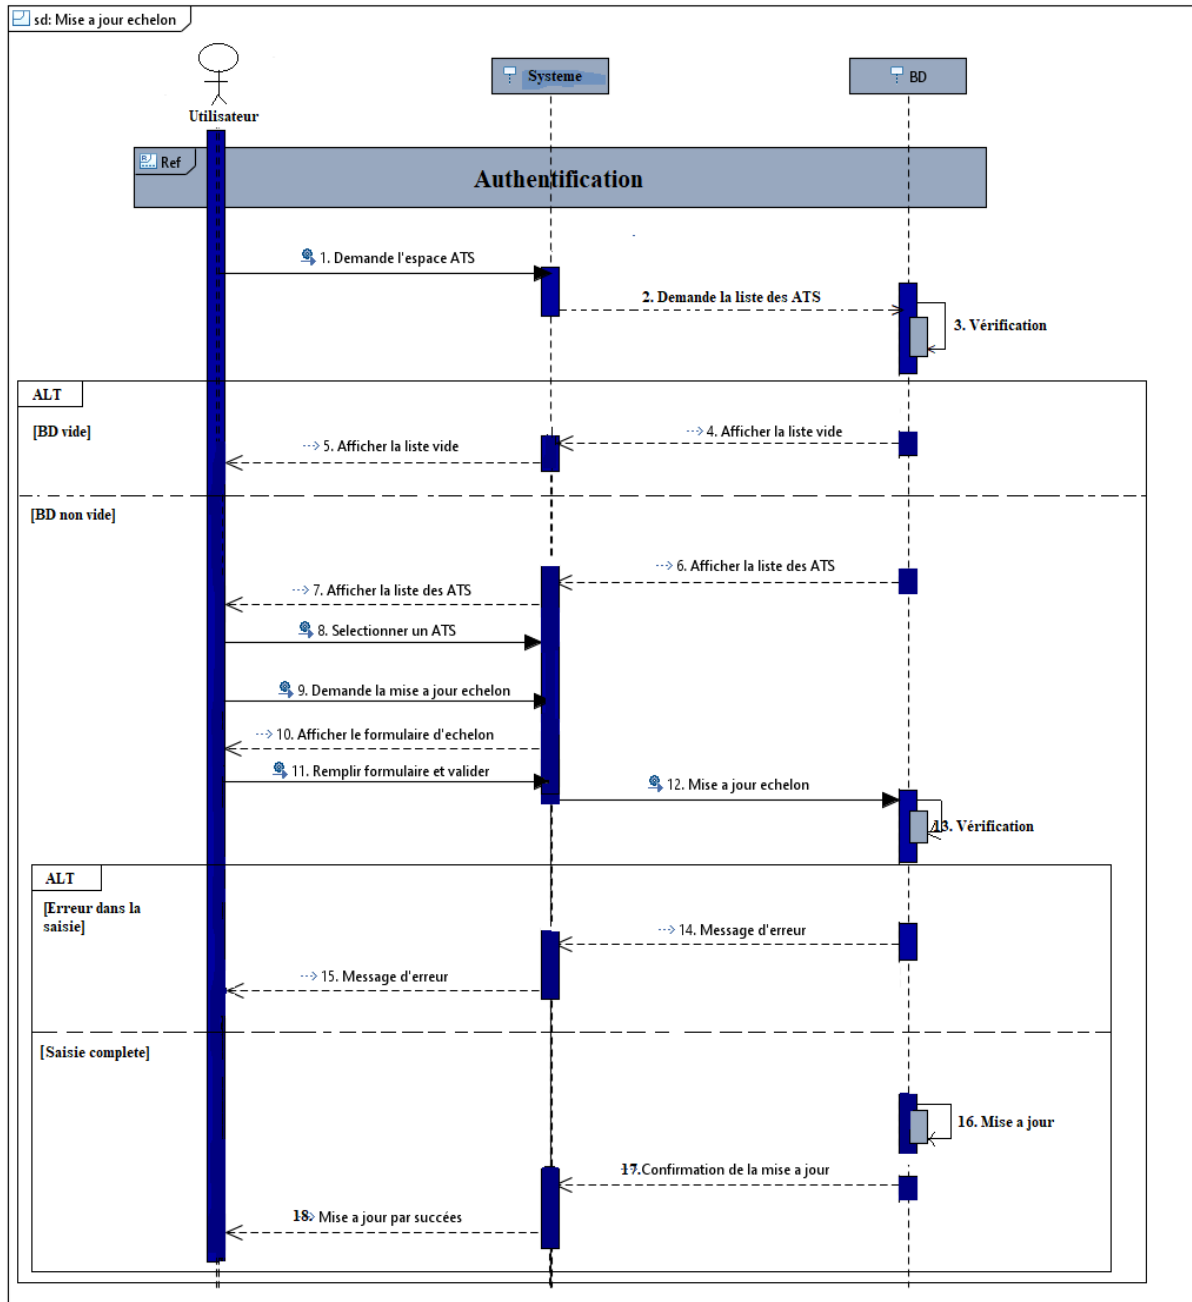 sd: Mise a jour echelon
Utilisateur
Systeme
BD
Ref
Authentification
1. Demande l'espace ATS
2. Demande la liste des ATS
3. Vérification
ALT
[BD vide]
4. Afficher la liste vide
5. Afficher la liste vide
[BD non vide]
6. Afficher la liste des ATS
7. Afficher la liste des ATS
8. Selectionner un ATS
9. Demande la mise a jour echelon
10. Afficher le formulaire d'echelon
11. Remplir formulaire et valider
12. Mise a jour echelon
13. Vérification
ALT
[Erreur dans la
saisie]
14. Message d'erreur
15. Message d'erreur
[Saisie complete]
16. Mise a jour
17.Confirmation de la mise a jour
18. Mise a jour par succées